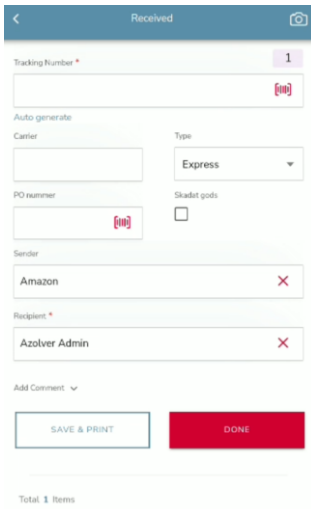 Received
Tracking Number *
1
Auto generate
Carrier
Type
Express
PO nummer
Skadat gods
Sender
Amazon
Recipient *
Azolver Admin
Add Comment
SAVE & PRINT
DONE
Total 1 Items